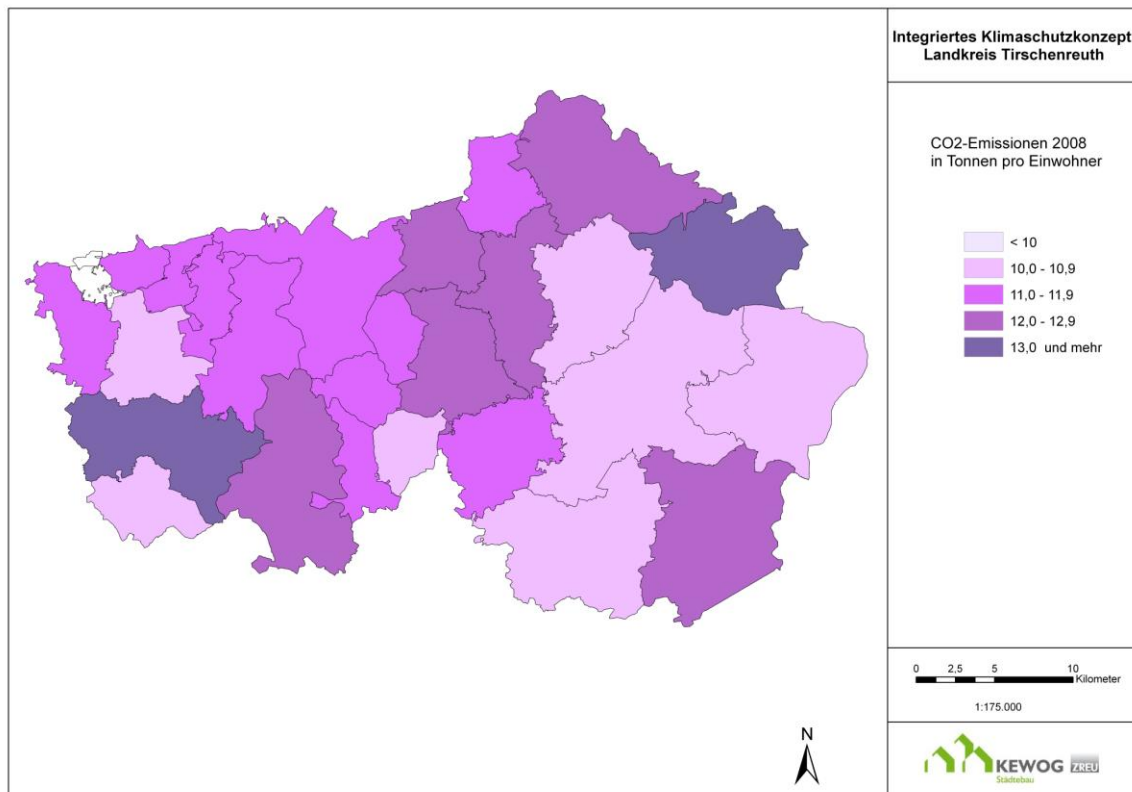 Integriertes Klimaschutzkonzept
Landkreis Tirschenreuth
CO2-Emissionen 2008
in Tonnen pro Einwohner
< 10
10,0 - 10,9
11,0 - 11,9
12,0 - 12,9
13,0 und mehr
0 2,5 5 10
Kilometer
1:175.000
N
KEWOG ZREU
Städtebau